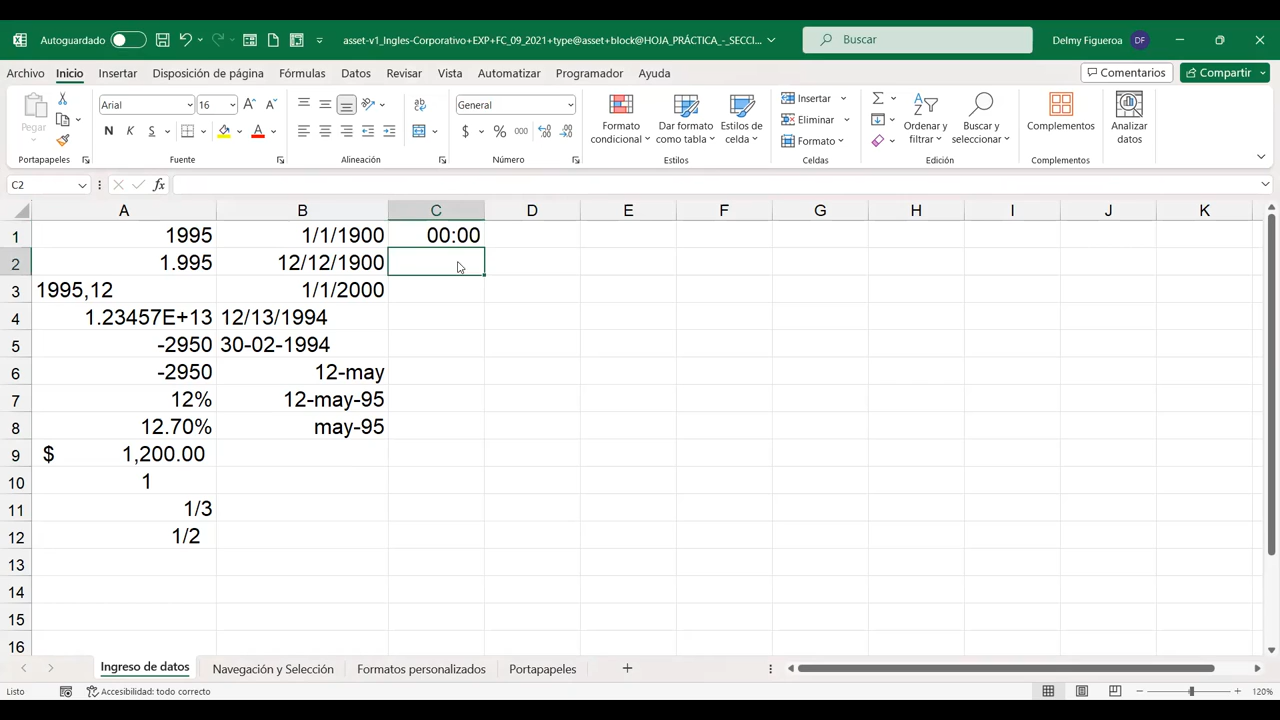 Autoguardado
asset-v1_Ingles-Corporativo+EXP+FC_09_2021+type@asset+block@HOJA_PRÁCTICA_-_SECCI...
Buscar
Delmy Figueroa DF
Archivo Inicio Insertar Disposición de página Fórmulas Datos Revisar Vista Automatizar Programador Ayuda
Comentarios Compartir
Pegar
Portapapeles
Arial 16
N K S
Fuente
Alineación
General
$ % 000
Número
Formato condicional
Dar formato como tabla
Estilos de celda
Estilos
Insertar
Eliminar
Formato
Celdas
Ordenar y filtrar
Buscar y seleccionar
Edición
Complementos
Complementos
Analizar datos
C2 fx
A B C D E F G H I J K
1 1995 1/1/1900 00:00
2 1.995 12/12/1900
3 1995,12 1/1/2000
4 1.23457E+13 12/13/1994
5 -2950 30-02-1994
6 -2950 12-may
7 12% 12-may-95
8 12.70% may-95
9 $ 1,200.00
10 1
11 1/3
12 1/2
13
14
15
16
Ingreso de datos Navegación y Selección Formatos personalizados Portapapeles
Listo Accesibilidad: todo correcto 120%